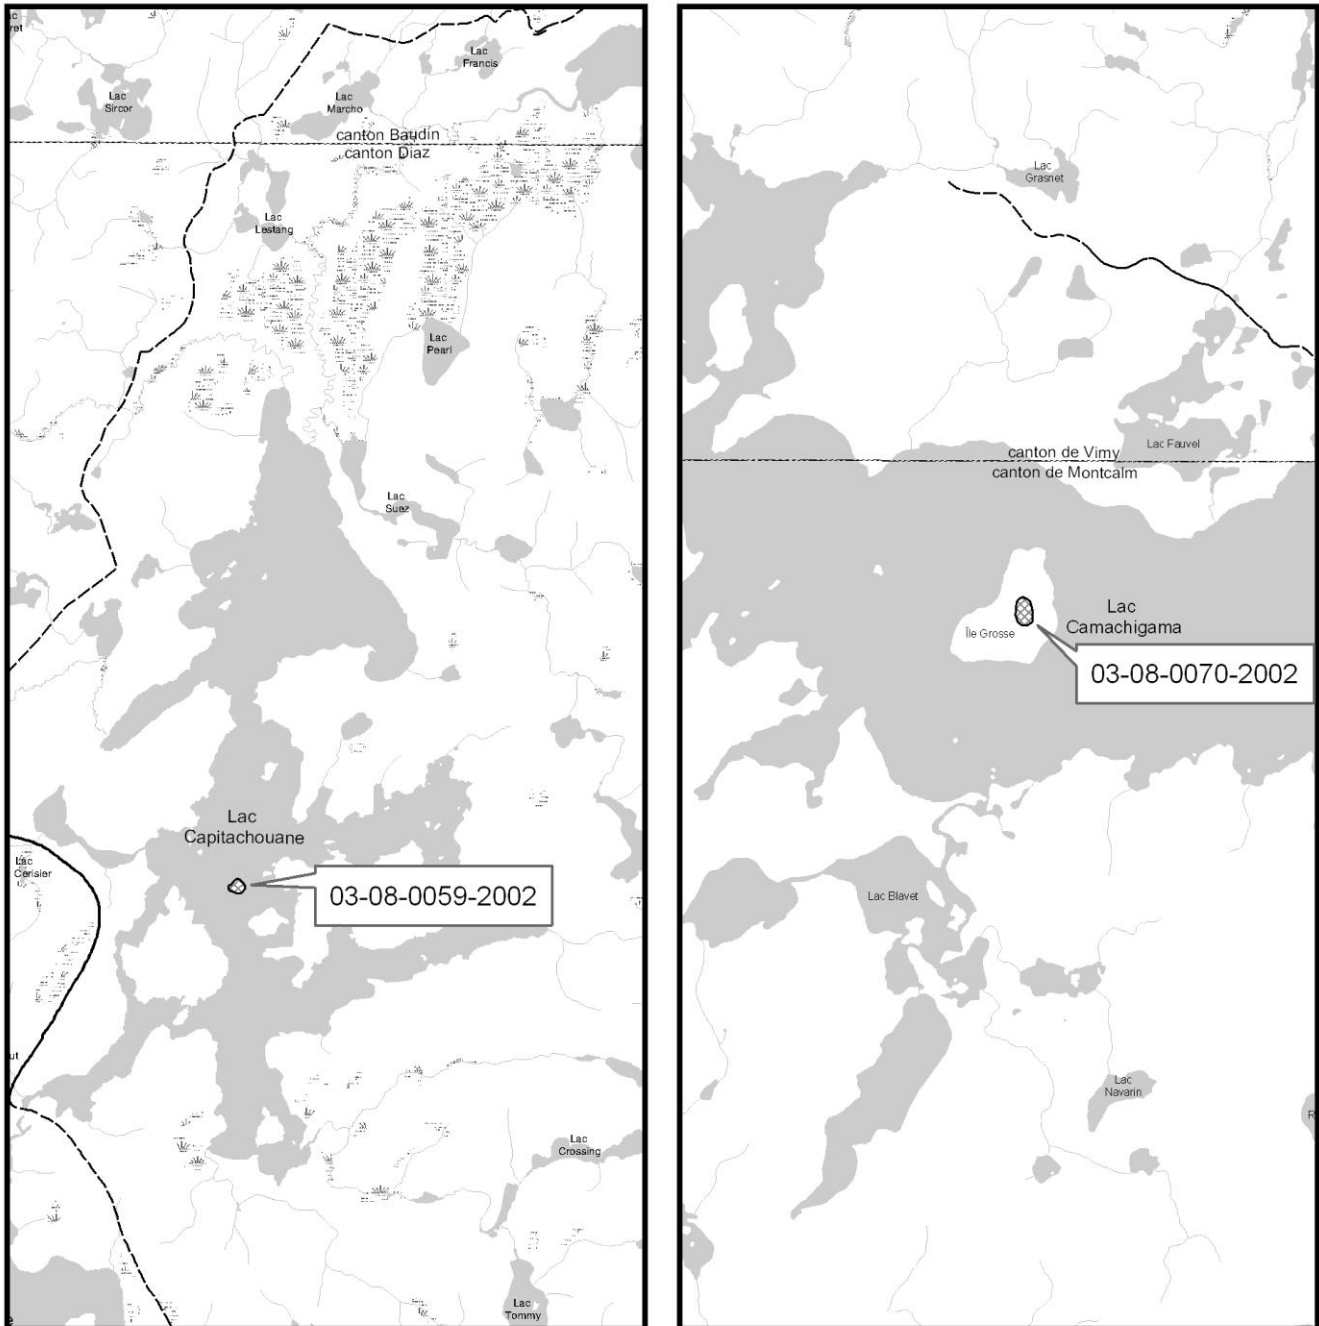 Lac
Francis
Lac
Sircor
Lac
Marcho
canton Baudin
canton Diaz
Lac
Lestang
Lac
Pearl
Lac
Suez
Lac
Capitachouane
Lac
Cerisier
03-08-0059-2002
ut
Lac
Crossing
Lac
Tommy
Lac
Grasnet
canton de Vimy
canton de Montcalm
Lac Fauvel
Île Grosse
Lac
Camachigama
03-08-0070-2002
Lac Blavet
Lac
Navarin
R